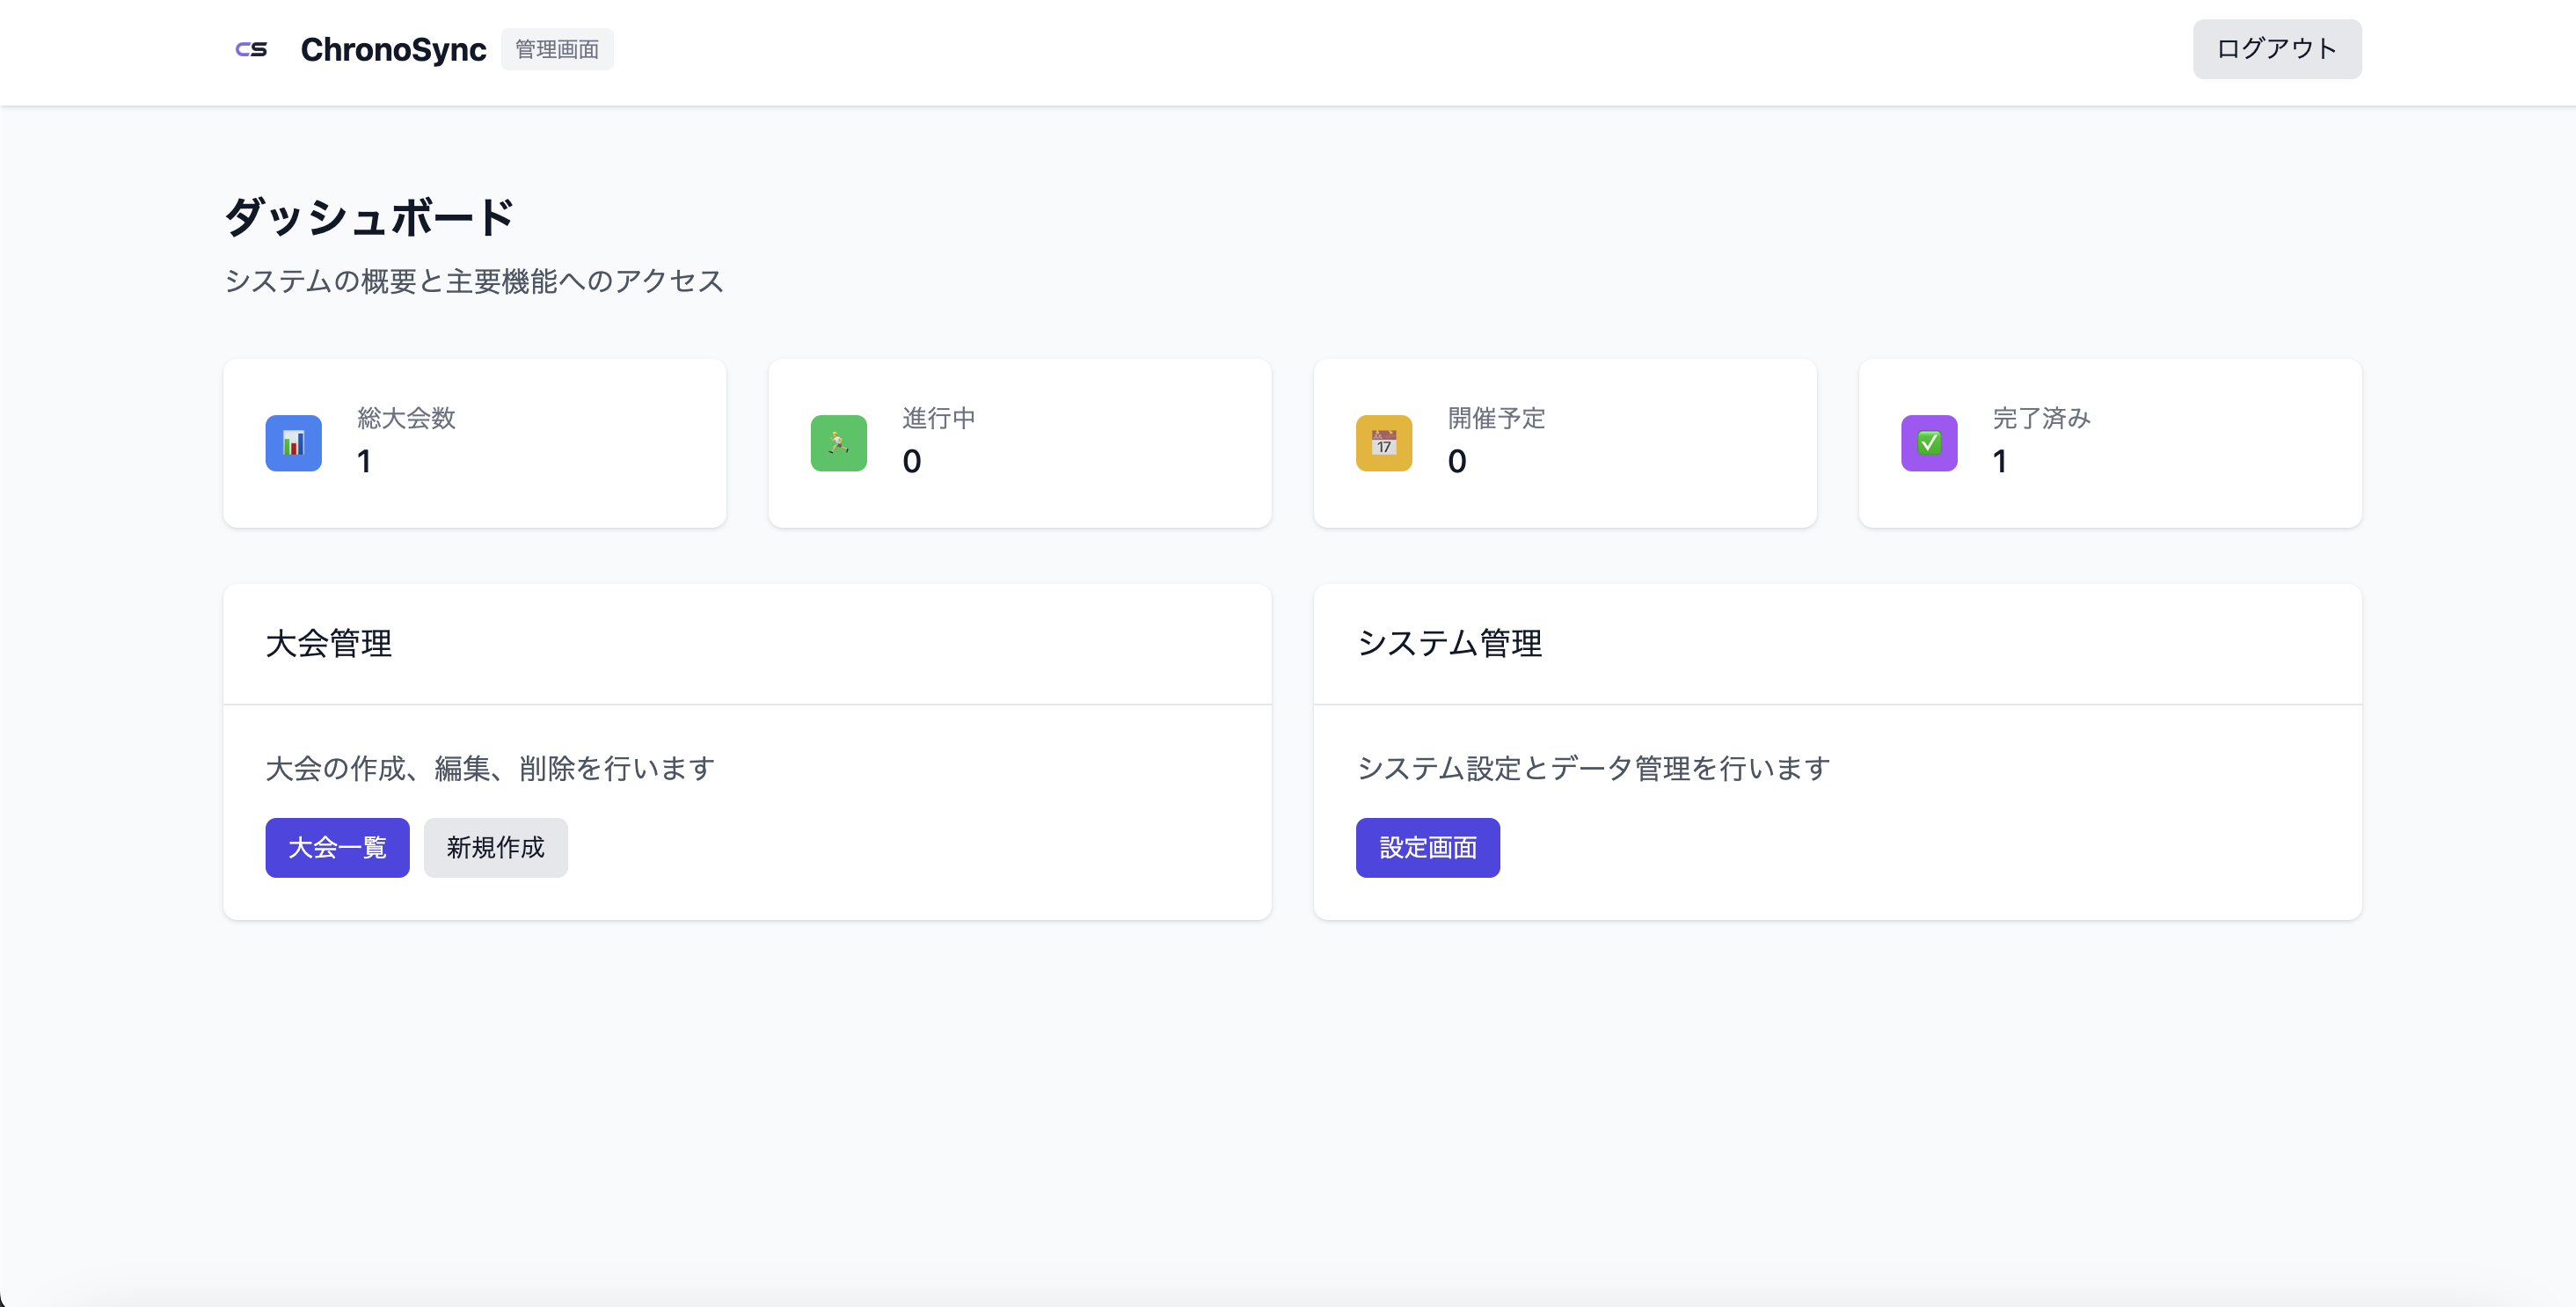 CS ChronoSync 管理画面 ログアウト
ダッシュボード
システムの概要と主要機能へのアクセス
総大会数
1
進行中
0
17
開催予定
0
完了済み
1
大会管理
大会の作成、編集、削除を行います
大会一覧 新規作成
システム管理
システム設定とデータ管理を行います
設定画面